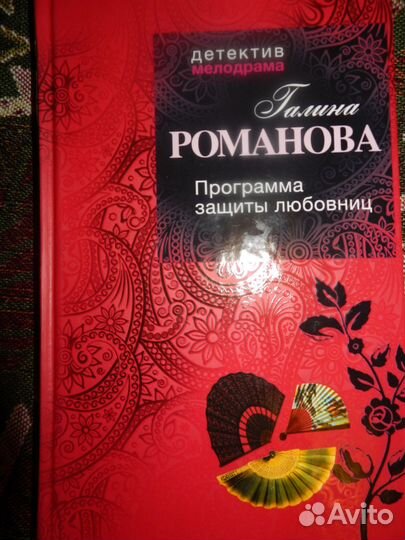 детектив
мелодрама
Галина
РОМАНОВА
Программа
защиты любовниц
Avito